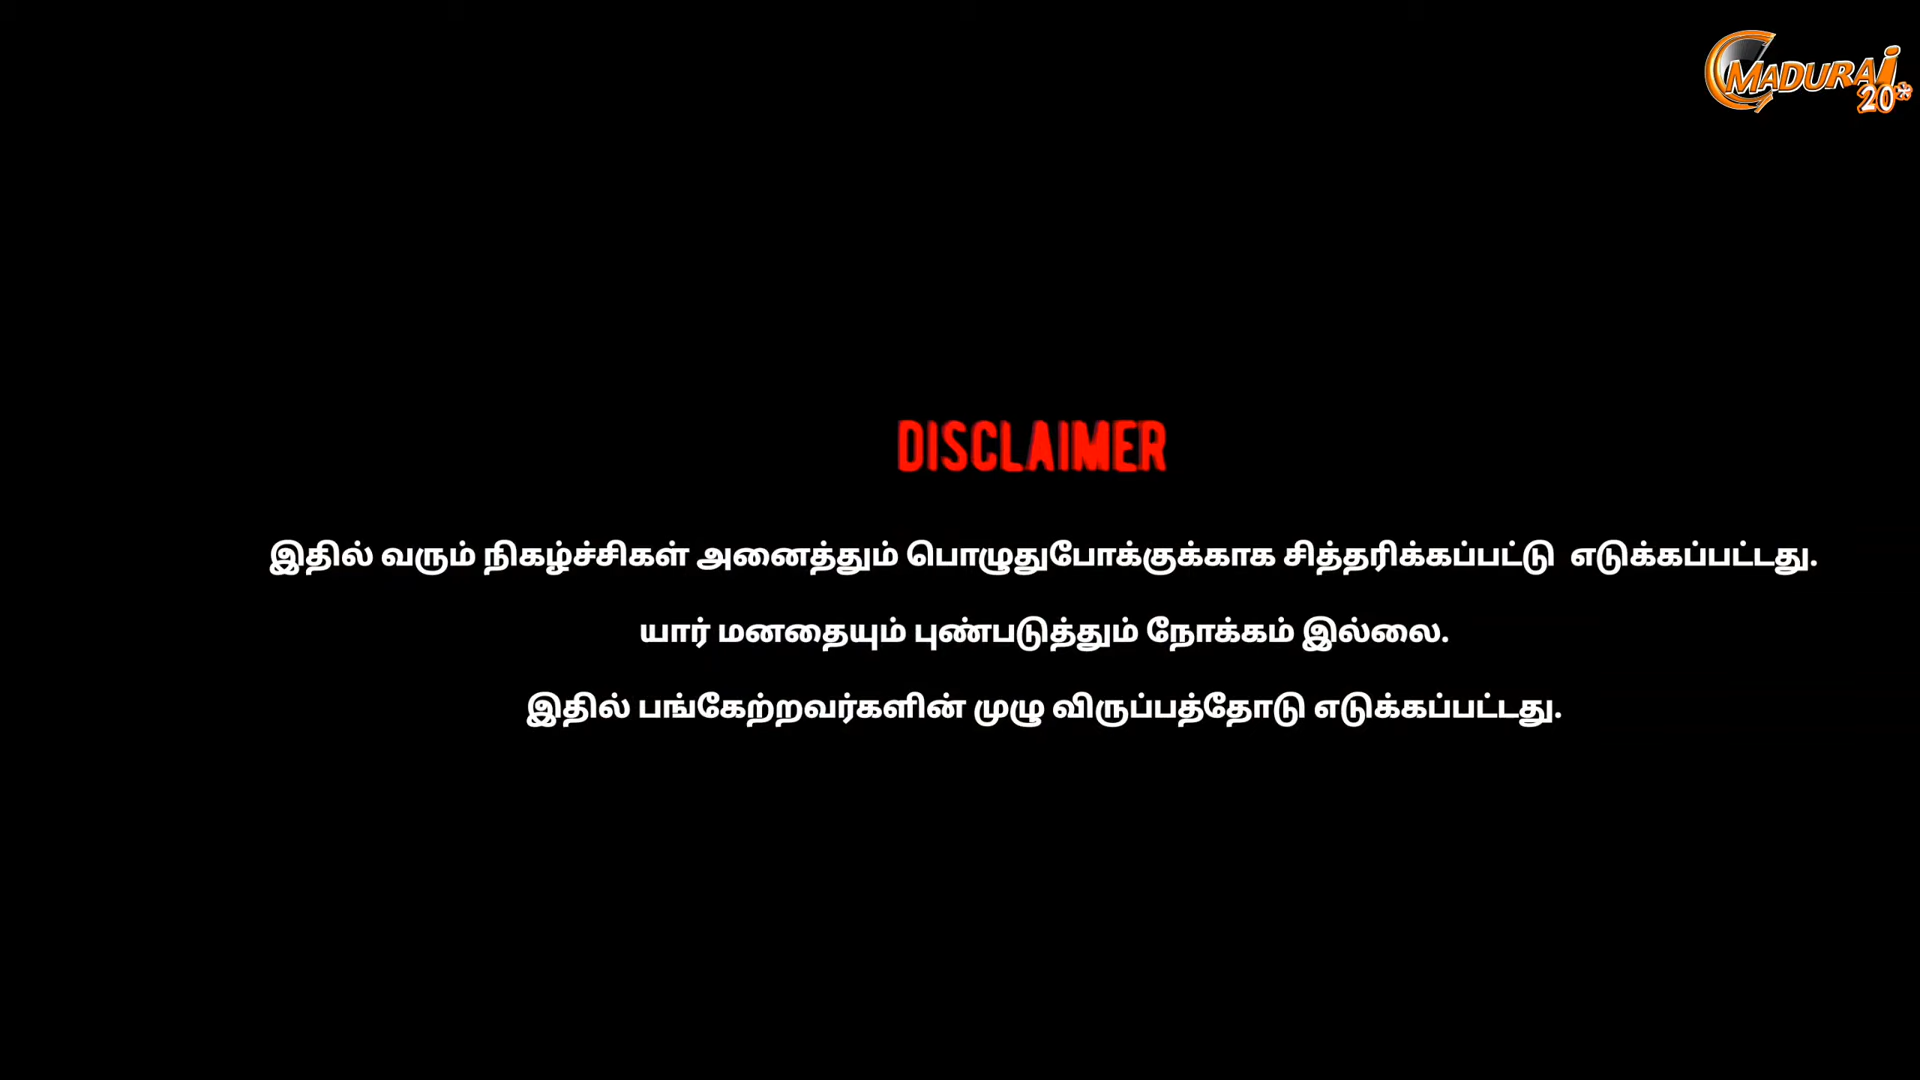 MADURAI
20*
DISCLAIMER
இதில் வரும் நிகழ்ச்சிகள் அனைத்தும் பொழுதுபோக்குக்காக சித்தரிக்கப்பட்டு எடுக்கப்பட்டது.
யார் மனதையும் புண்படுத்தும் நோக்கம் இல்லை.
இதில் பங்கேற்றவர்களின் முழு விருப்பத்தோடு எடுக்கப்பட்டது.